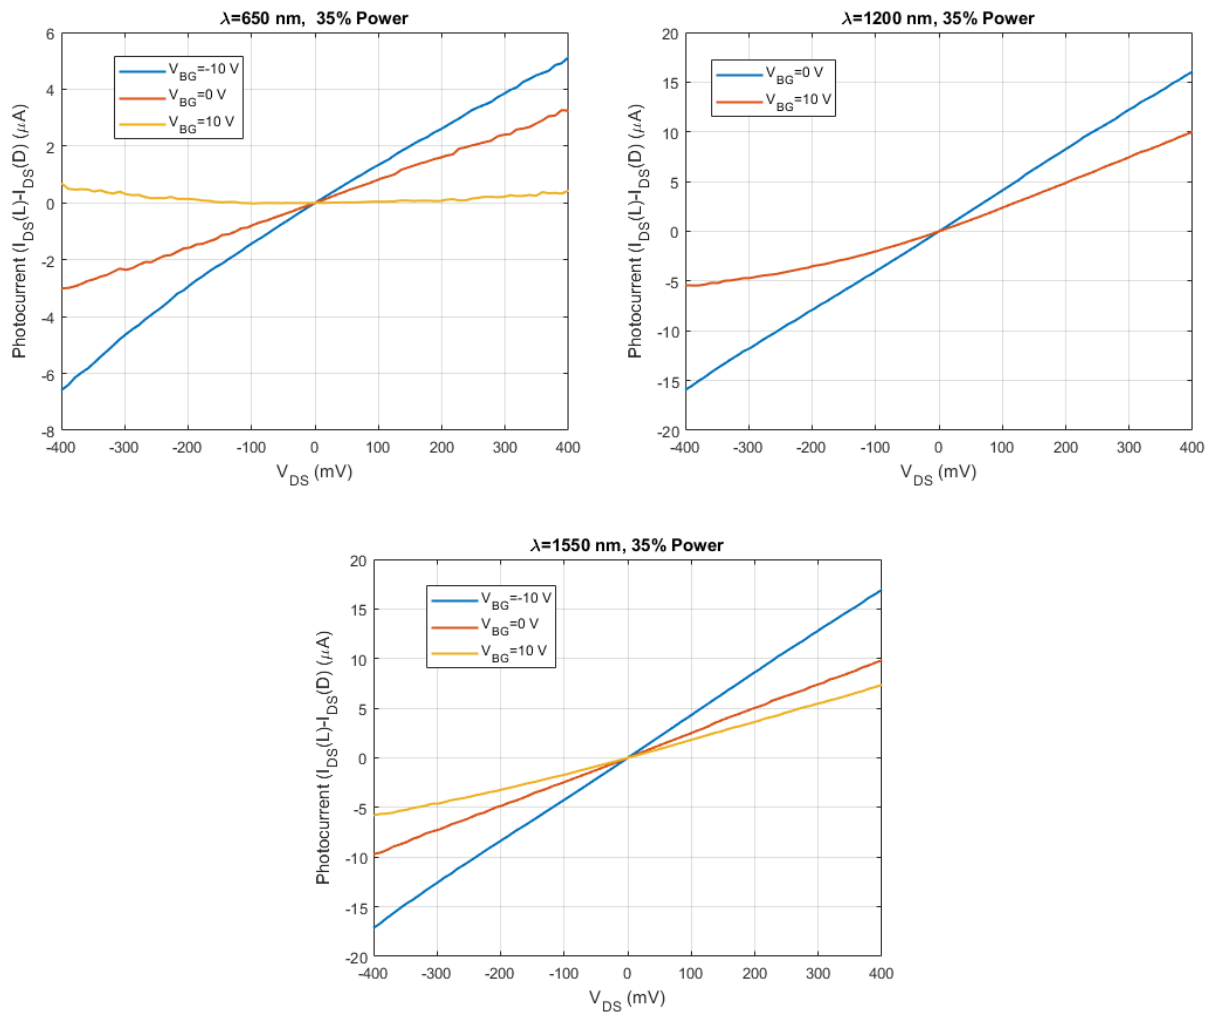 λ=650 nm,  35% Power
Photocurrent (I_DS(L)-I_DS(D) (μA)
6
4
2
0
-2
-4
-6
-8
V_BG=-10 V
V_BG=0 V
V_BG=10 V
-400 -300 -200 -100 0 100 200 300 400
V_DS (mV)
λ=1200 nm, 35% Power
Photocurrent (I_DS(L)-I_DS(D) (μA)
20
15
10
5
0
-5
-10
-15
-20
V_BG=0 V
V_BG=10 V
-400 -300 -200 -100 0 100 200 300 400
V_DS (mV)
λ=1550 nm, 35% Power
Photocurrent (I_DS(L)-I_DS(D) (μA)
20
15
10
5
0
-5
-10
-15
-20
V_BG=-10 V
V_BG=0 V
V_BG=10 V
-400 -300 -200 -100 0 100 200 300 400
V_DS (mV)